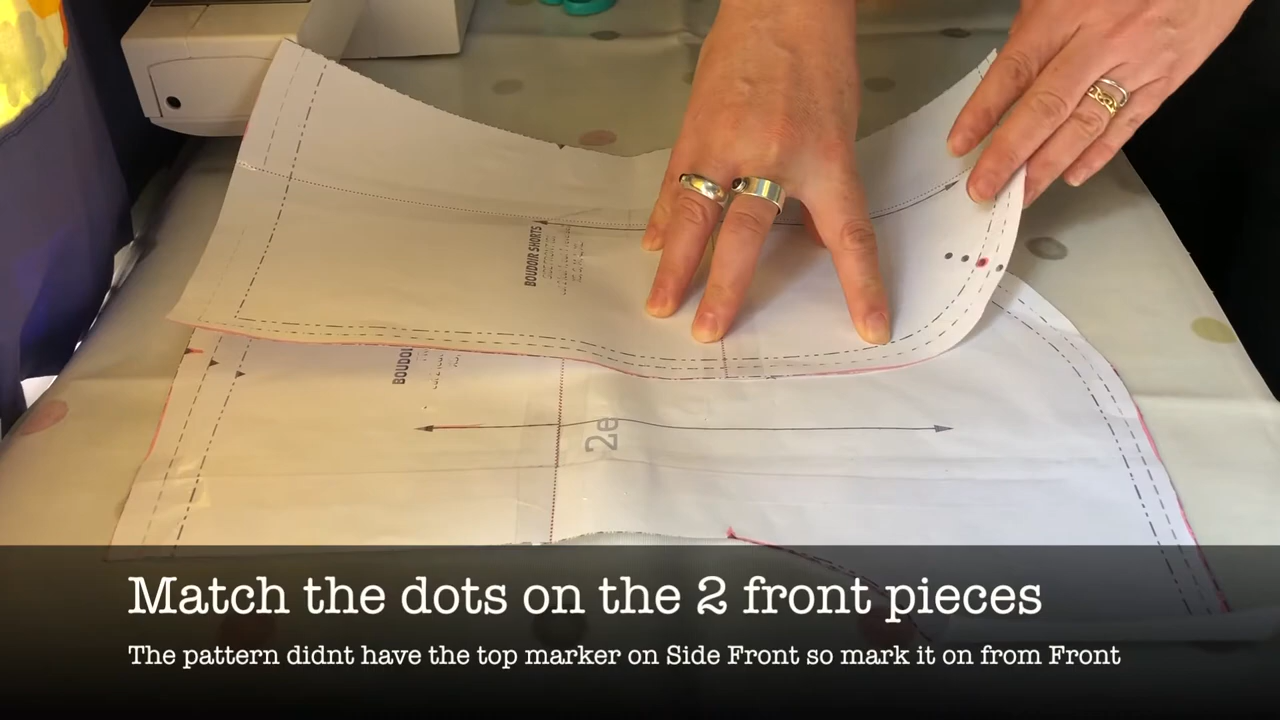 BOUDOIR SHORTS
BOUDOI
2e
Match the dots on the 2 front pieces
The pattern didnt have the top marker on Side Front so mark it on from Front